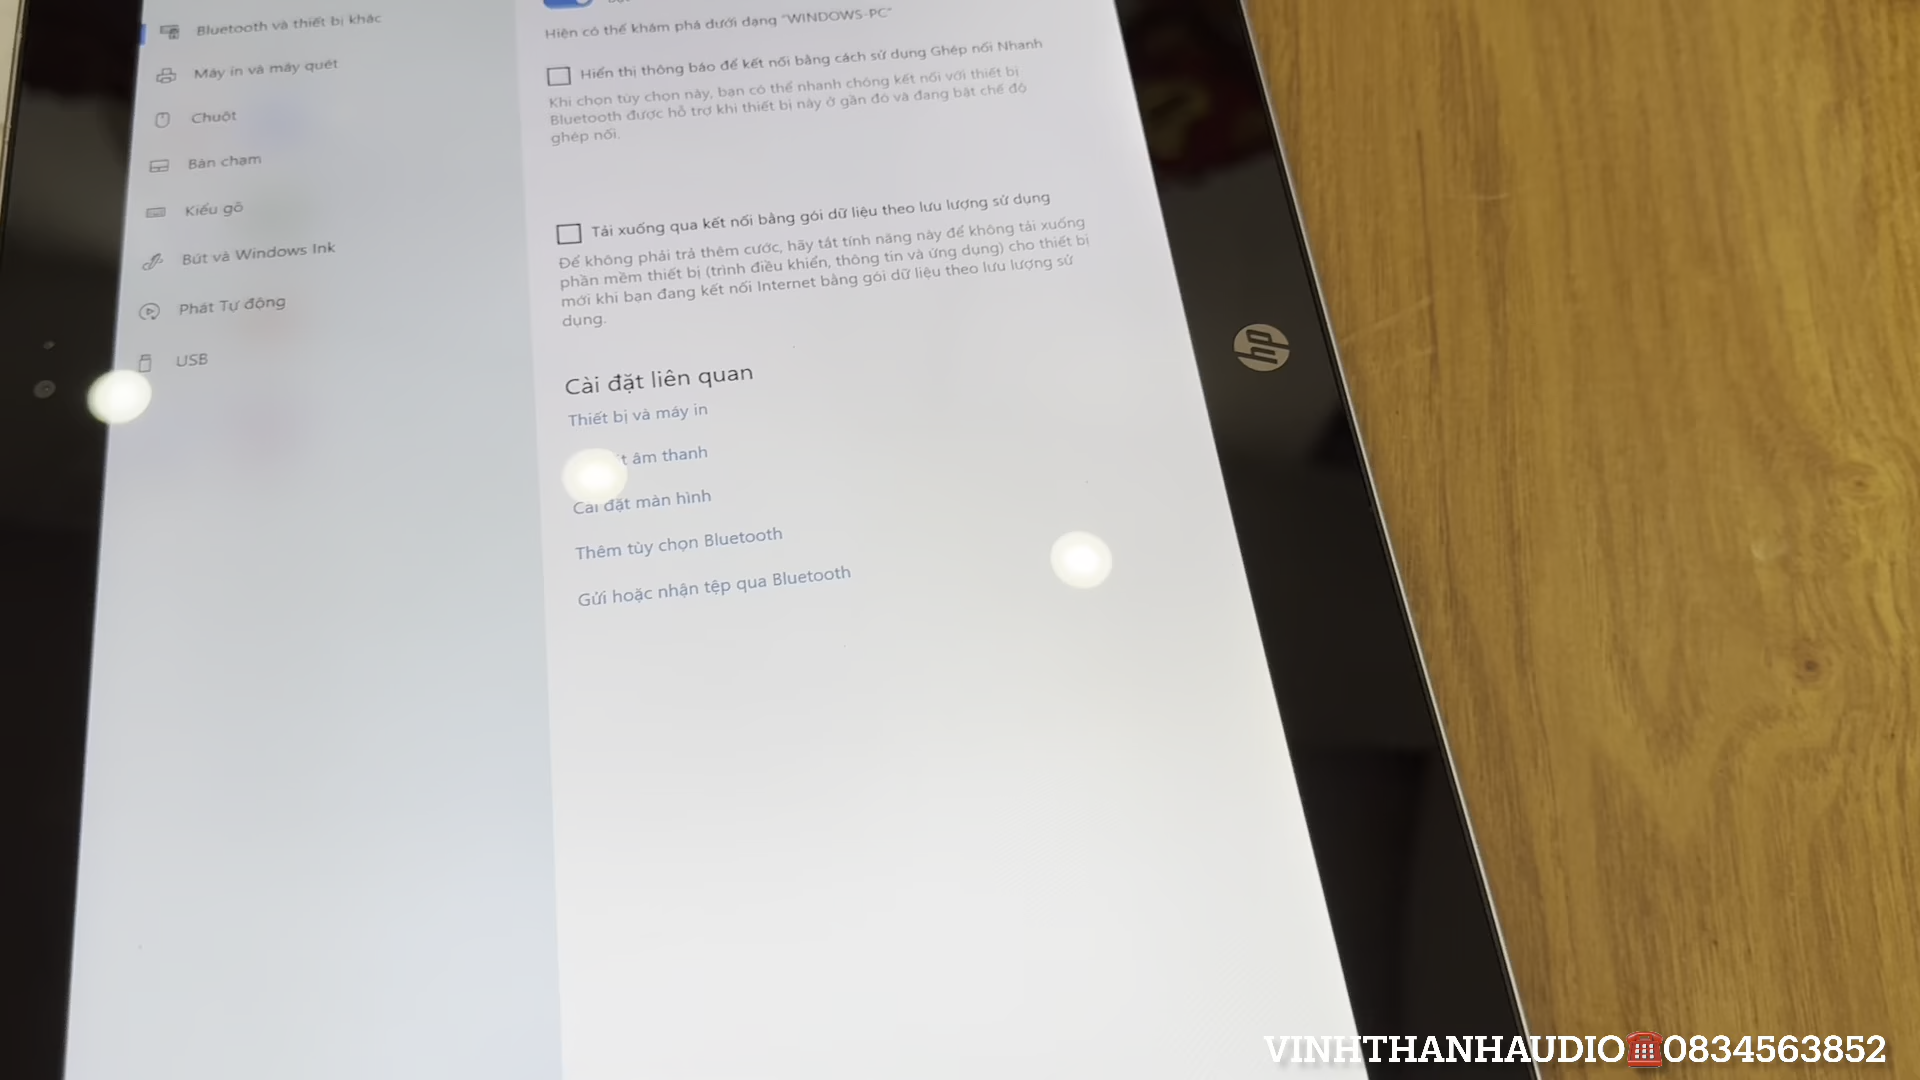 Bluetooth và thiết bị khác
Máy in và máy quét
Chuột
Bàn chạm
Kiểu gõ
Bút và Windows Ink
Phát Tự động
USB
Hiện có thể khám phá dưới dạng "WINDOWS-PC"
Hiển thị thông báo để kết nối bằng cách sử dụng Ghép nối Nhanh
Khi chọn tùy chọn này, bạn có thể nhanh chóng kết nối với thiết bị
Bluetooth được hỗ trợ khi thiết bị này ở gần đó và đang bật chế độ
ghép nối.
Tải xuống qua kết nối bằng gói dữ liệu theo lưu lượng sử dụng
Để không phải trả thêm cước, hãy tắt tính năng này để không tải xuống
phần mềm thiết bị (trình điều khiển, thông tin và ứng dụng) cho thiết bị
mới khi bạn đang kết nối Internet bằng gói dữ liệu theo lưu lượng sử
dụng.
Cài đặt liên quan
Thiết bị và máy in
âm thanh
Cài đặt màn hình
Thêm tùy chọn Bluetooth
Gửi hoặc nhận tệp qua Bluetooth
hp
VINHTHANHAUDIO☎️0834563852